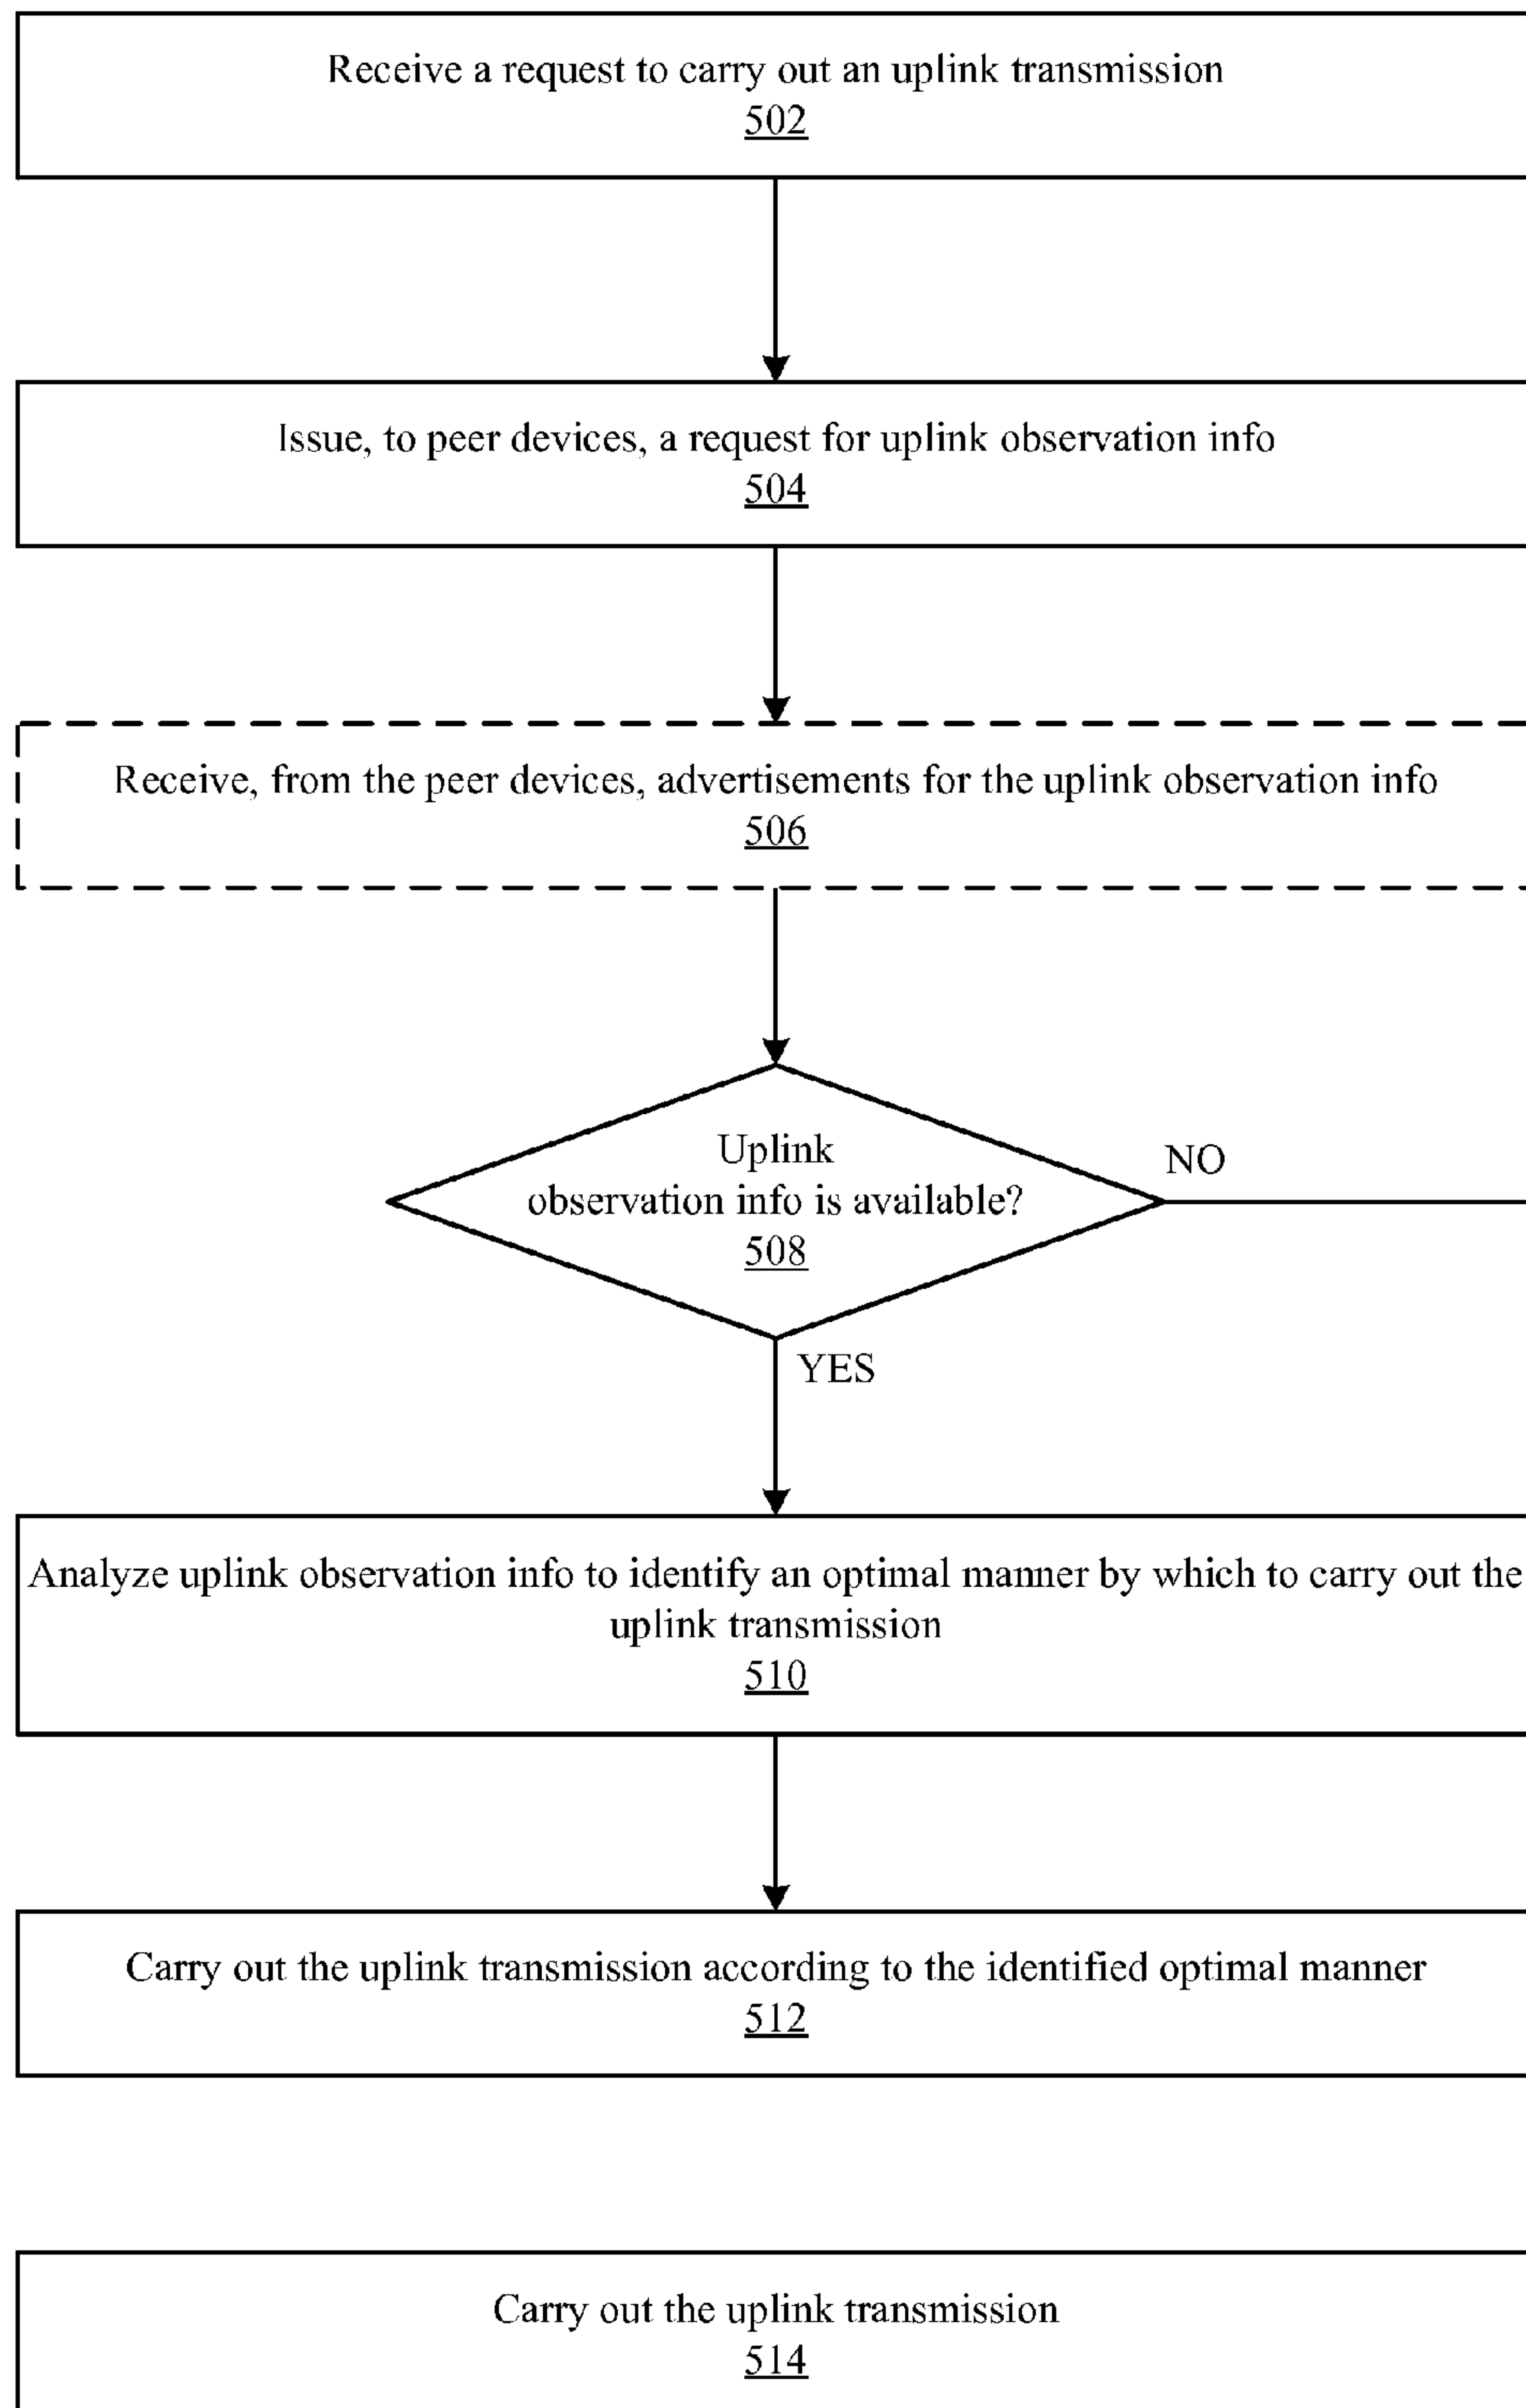 Receive a request to carry out an uplink transmission
502
Issue, to peer devices, a request for uplink observation info
504
Receive, from the peer devices, advertisements for the uplink observation info
506
Uplink
observation info is available?
508
NO
YES
Analyze uplink observation info to identify an optimal manner by which to carry out the
uplink transmission
510
Carry out the uplink transmission according to the identified optimal manner
512
Carry out the uplink transmission
514